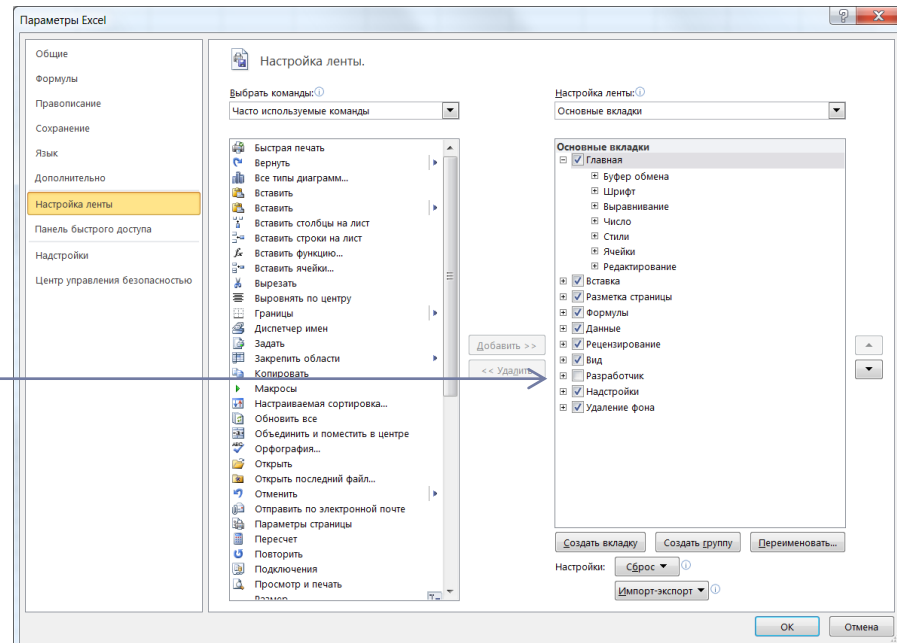 Параметры Excel
Общие
Формулы
Правописание
Сохранение
Язык
Дополнительно
Настройка ленты
Панель быстрого доступа
Надстройки
Центр управления безопасностью
Настройка ленты.
Выбрать команды:
Часто используемые команды
Быстрая печать
Вернуть
Все типы диаграмм...
Вставить
Вставить
Вставить столбцы на лист
Вставить строки на лист
Вставить функцию...
Вставить ячейки...
Вырезать
Выровнять по центру
Границы
Диспетчер имен
Задать
Закрепить области
Копировать
Макросы
Настраиваемая сортировка...
Обновить все
Объединить и поместить в центре
Орфография...
Открыть
Открыть последний файл...
Отменить
Отправить по электронной почте
Параметры страницы
Пересчет
Повторить
Подключения
Просмотр и печать
Размер
Добавить >>
<< Удалить
Настройка ленты:
Основные вкладки
Основные вкладки
Главная
Буфер обмена
Шрифт
Выравнивание
Число
Стили
Ячейки
Редактирование
Вставка
Разметка страницы
Формулы
Данные
Рецензирование
Вид
Разработчик
Надстройки
Удаление фона
Создать вкладку Создать группу Переименовать...
Настройки: Сброс
Импорт-экспорт
ОК Отмена